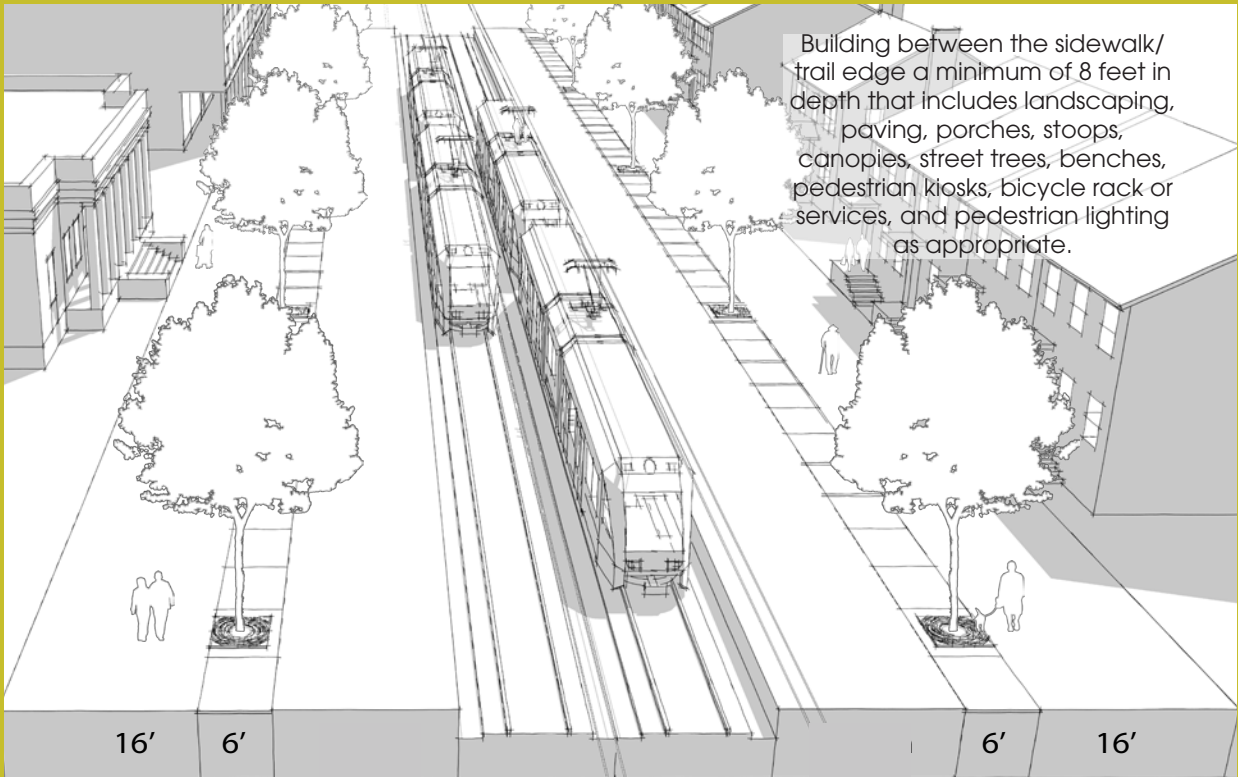 Building between the sidewalk/
trail edge a minimum of 8 feet in
depth that includes landscaping,
paving, porches, stoops,
canopies, street trees, benches,
pedestrian kiosks, bicycle rack or
services, and pedestrian lighting
as appropriate.
16’ 6’ 6’ 16’